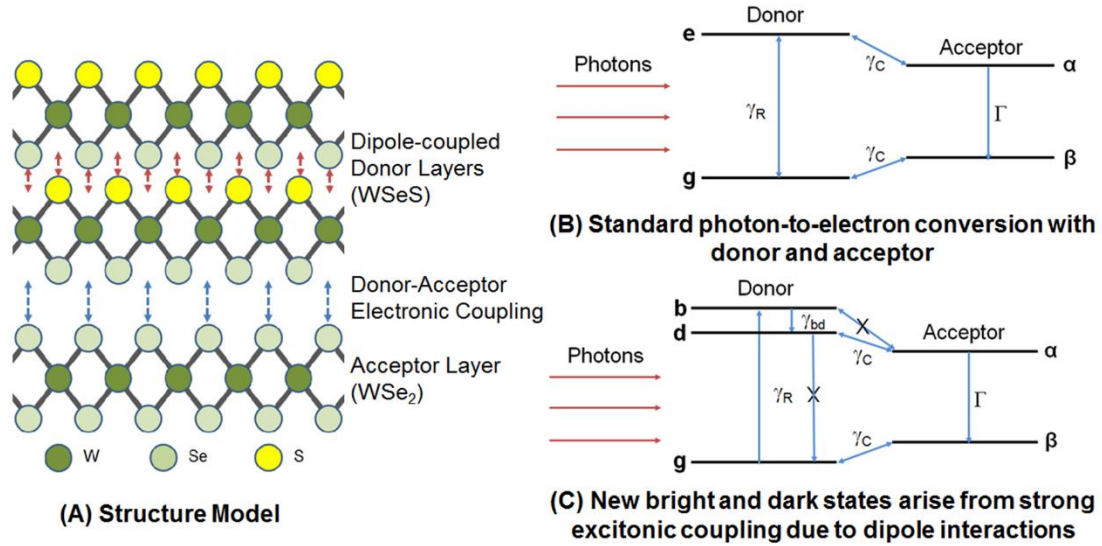 Dipole-coupled
Donor Layers
(WSeS)
Donor-Acceptor
Electronic Coupling
Acceptor Layer
(WSe₂)
W Se S
(A) Structure Model
Donor
e
Acceptor
Photons
γC
α
γR
Γ
γC
β
g
(B) Standard photon-to-electron conversion with
donor and acceptor
Donor
b
γbd
X
Acceptor
d
Photons
γC
α
γR
X
Γ
γC
β
g
(C) New bright and dark states arise from strong
excitonic coupling due to dipole interactions